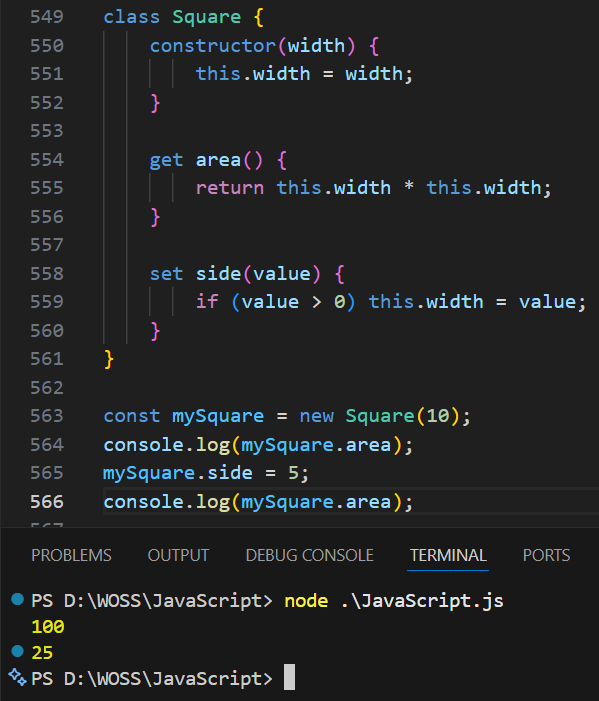 549 class Square {
550     constructor(width) {
551         this.width = width;
552     }
553
554     get area() {
555         return this.width * this.width;
556     }
557
558     set side(value) {
559         if (value > 0) this.width = value;
560     }
561 }
562
563 const mySquare = new Square(10);
564 console.log(mySquare.area);
565 mySquare.side = 5;
566 console.log(mySquare.area);
567
PROBLEMS OUTPUT DEBUG CONSOLE TERMINAL PORTS
PS D:\WOSS\JavaScript> node .\JavaScript.js
100
25
PS D:\WOSS\JavaScript>